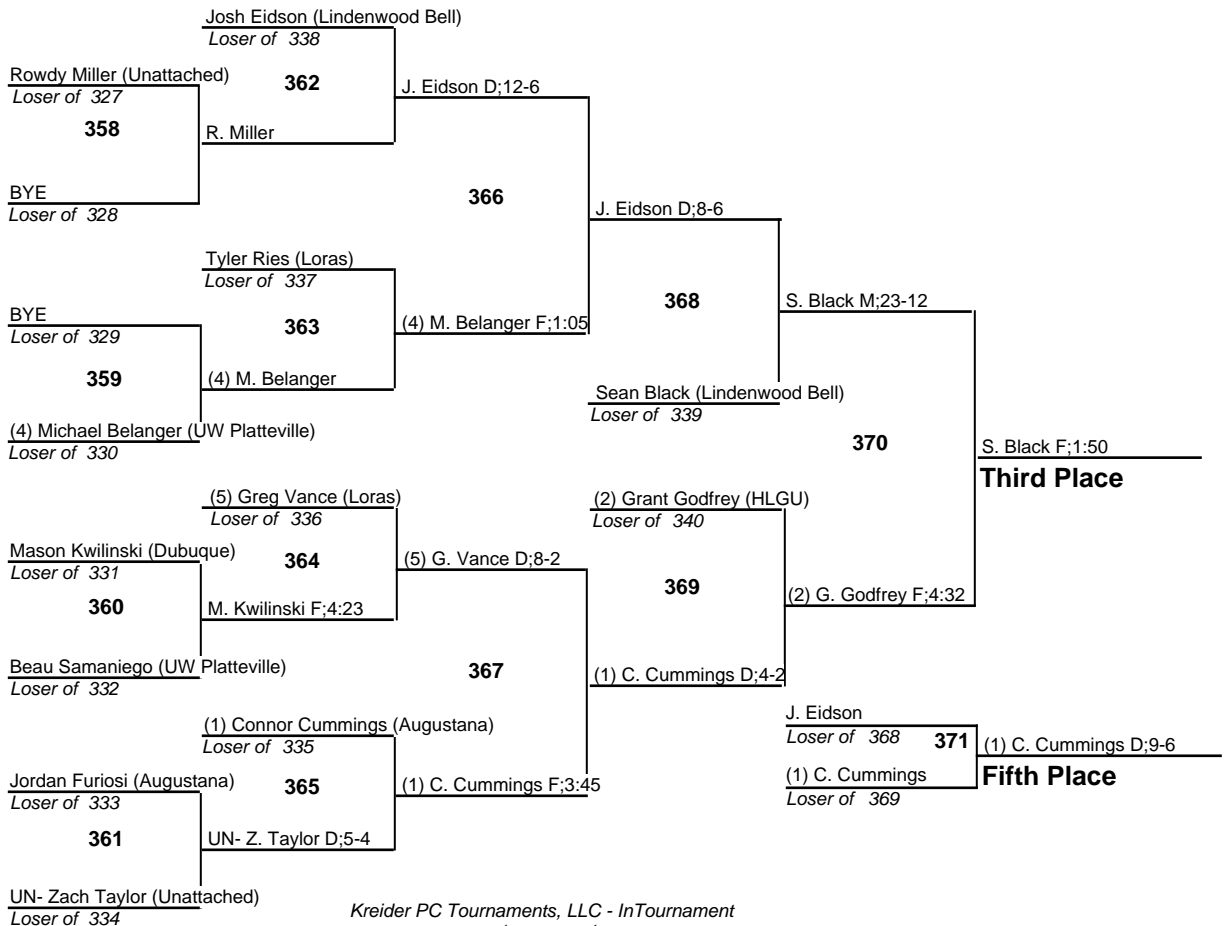 Josh Eidson (Lindenwood Bell)
Loser of 338
Rowdy Miller (Unattached)
Loser of 327
362
J. Eidson D;12-6
358
R. Miller
BYE
Loser of 328
366
J. Eidson D;8-6
Tyler Ries (Loras)
Loser of 337
BYE
Loser of 329
363
(4) M. Belanger F;1:05
368
S. Black M;23-12
359
(4) M. Belanger
Sean Black (Lindenwood Bell)
Loser of 339
(4) Michael Belanger (UW Platteville)
Loser of 330
370
S. Black F;1:50
Third Place
(5) Greg Vance (Loras)
Loser of 336
(2) Grant Godfrey (HLGU)
Loser of 340
Mason Kwilinski (Dubuque)
Loser of 331
364
(5) G. Vance D;8-2
369
(2) G. Godfrey F;4:32
360
M. Kwilinski F;4:23
Beau Samaniego (UW Platteville)
Loser of 332
367
(1) C. Cummings D;4-2
(1) Connor Cummings (Augustana)
Loser of 335
J. Eidson
Loser of 368
371
(1) C. Cummings D;9-6
Fifth Place
(1) C. Cummings
Loser of 369
Jordan Furiosi (Augustana)
Loser of 333
365
(1) C. Cummings F;3:45
361
UN- Z. Taylor D;5-4
UN- Zach Taylor (Unattached)
Loser of 334
Kreider PC Tournaments, LLC - InTournament